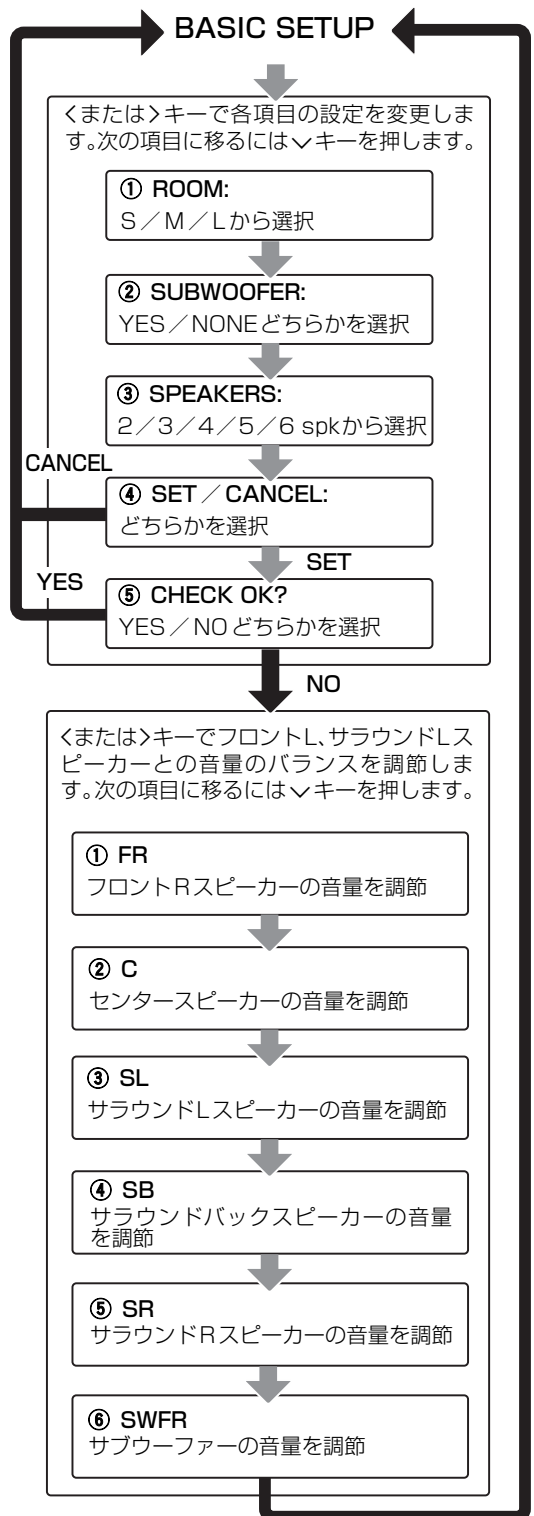 BASIC SETUP
くまたは>キーで各項目の設定を変更しま
す。次の項目に移るには∨キーを押します。
① ROOM:
S/M/Lから選択
② SUBWOOFER:
YES/NONEどちらかを選択
③ SPEAKERS:
2/3/4/5/6 spkから選択
CANCEL
④ SET/CANCEL:
どちらかを選択
SET
YES
⑤ CHECK OK?
YES/NOどちらかを選択
NO
くまたは>キーでフロントL、サラウンドLス
ピーカーとの音量のバランスを調節しま
す。次の項目に移るには∨キーを押します。
① FR
フロントRスピーカーの音量を調節
② C
センタースピーカーの音量を調節
③ SL
サラウンドLスピーカーの音量を調節
④ SB
サラウンドバックスピーカーの音量
を調節
⑤ SR
サラウンドRスピーカーの音量を調節
⑥ SWFR
サブウーファーの音量を調節